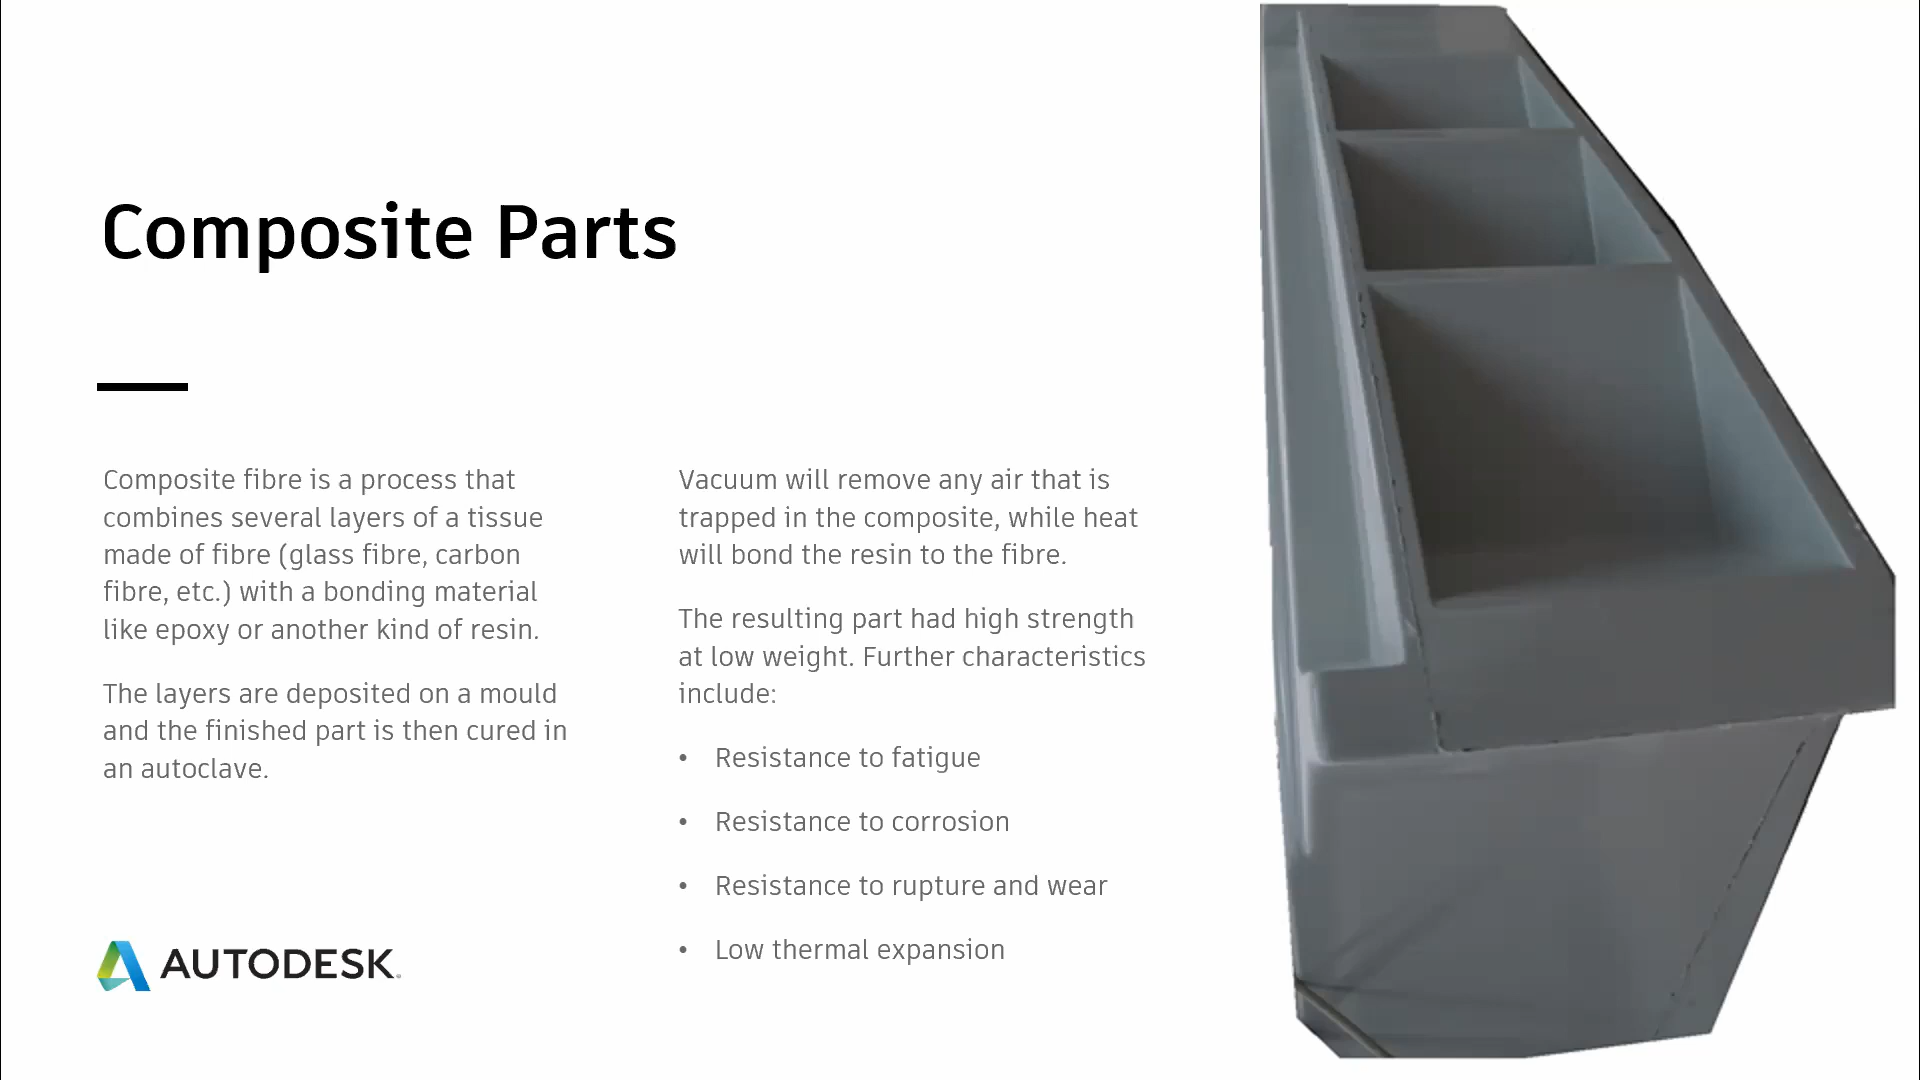 Composite Parts
Composite fibre is a process that
combines several layers of a tissue
made of fibre (glass fibre, carbon
fibre, etc.) with a bonding material
like epoxy or another kind of resin.
The layers are deposited on a mould
and the finished part is then cured in
an autoclave.
Vacuum will remove any air that is
trapped in the composite, while heat
will bond the resin to the fibre.
The resulting part had high strength
at low weight. Further characteristics
include:
• Resistance to fatigue
• Resistance to corrosion
• Resistance to rupture and wear
• Low thermal expansion
AUTODESK.